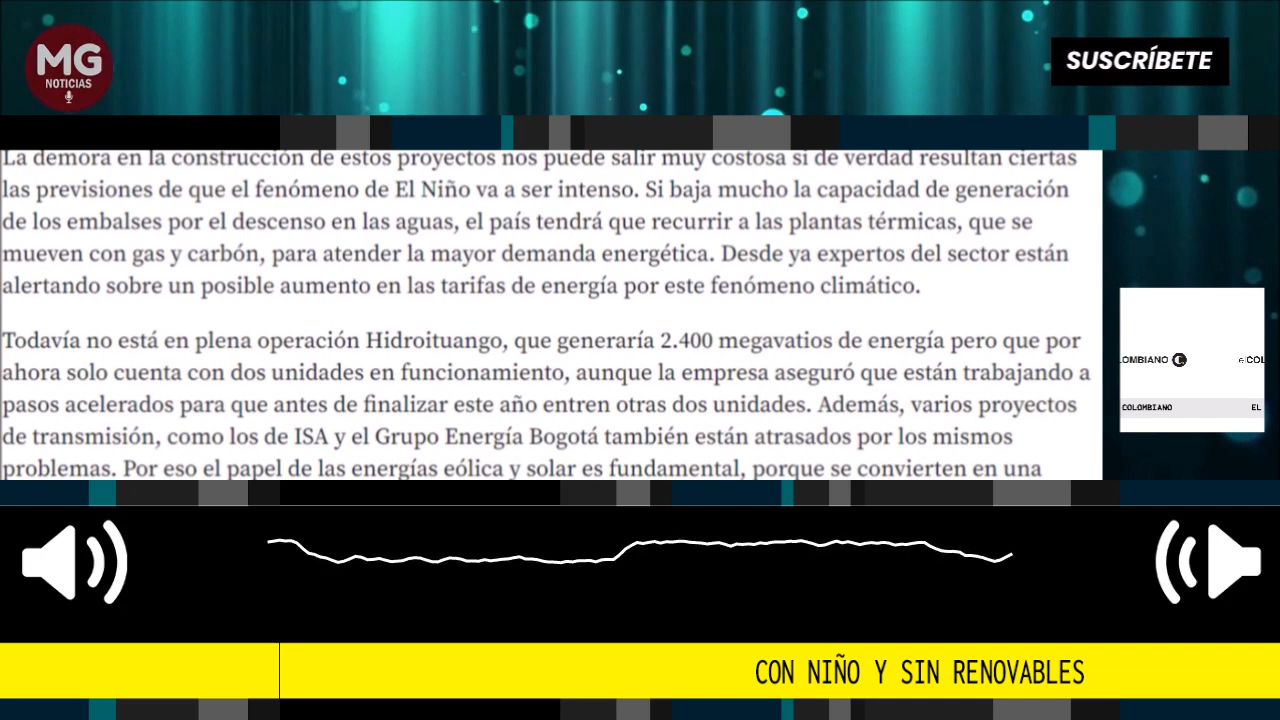 MG
NOTICIAS
SUSCRÍBETE
La demora en la construcción de estos proyectos nos puede salir muy costosa si de verdad resultan ciertas
las previsiones de que el fenómeno de El Niño va a ser intenso. Si baja mucho la capacidad de generación
de los embalses por el descenso en las aguas, el país tendrá que recurrir a las plantas térmicas, que se
mueven con gas y carbón, para atender la mayor demanda energética. Desde ya expertos del sector están
alertando sobre un posible aumento en las tarifas de energía por este fenómeno climático.
Todavía no está en plena operación Hidroituango, que generaría 2.400 megavatios de energía pero que por
ahora solo cuenta con dos unidades en funcionamiento, aunque la empresa aseguró que están trabajando a
pasos acelerados para que antes de finalizar este año entren otras dos unidades. Además, varios proyectos
de transmisión, como los de ISA y el Grupo Energía Bogotá también están atrasados por los mismos
problemas. Por eso el papel de las energías eólica y solar es fundamental, porque se convierten en una
OLOMBIANO C el COL
COLOMBIANO EL
CON NIÑO Y SIN RENOVABLES